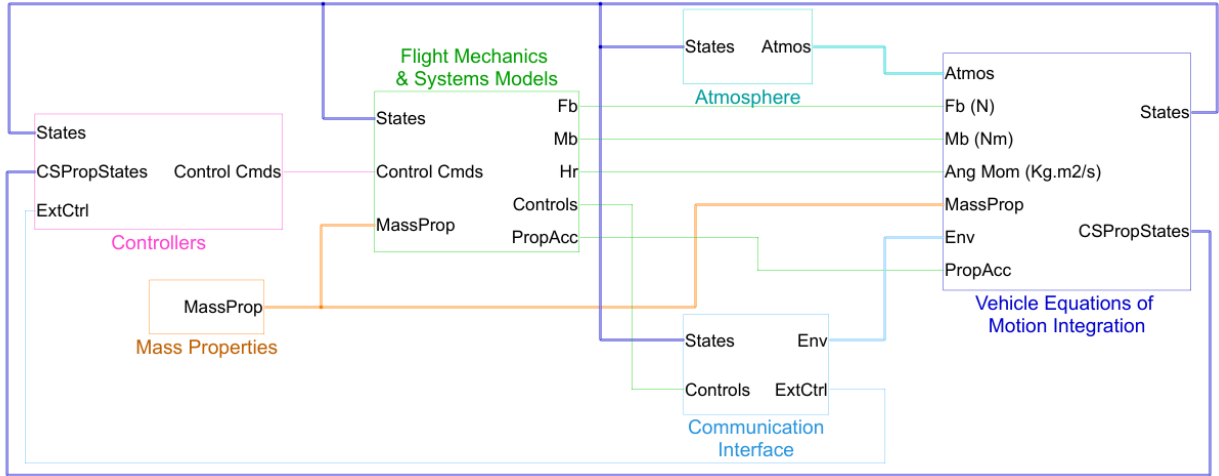 States
CSPropStates
ExtCtrl
Control Cmds
Controllers
MassProp
Mass Properties
Flight Mechanics
& Systems Models
States
Control Cmds
MassProp
Fb
Mb
Hr
Controls
PropAcc
States
Atmos
Atmosphere
States
Controls
Env
ExtCtrl
Communication
Interface
Atmos
Fb (N)
Mb (Nm)
Ang Mom (Kg.m2/s)
MassProp
Env
PropAcc
States
CSPropStates
Vehicle Equations of
Motion Integration